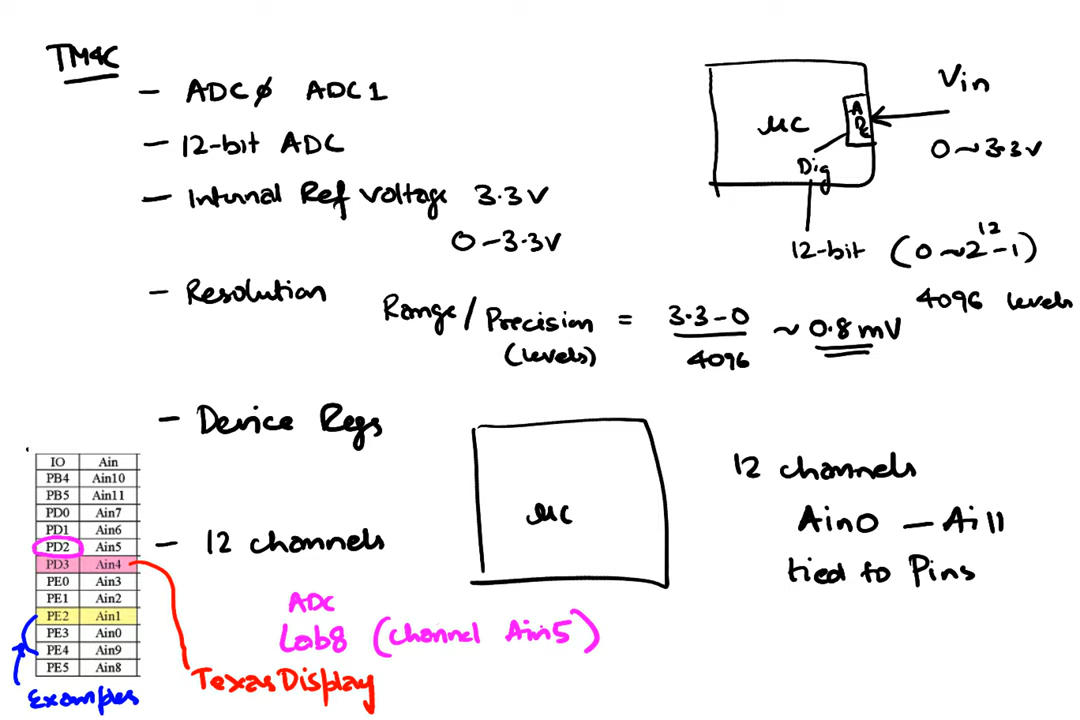 TM4C
- ADC0 ADC1
- 12-bit ADC
- Internal Ref Voltage 3.3V
0-3.3V
μC
ADC
Dig
Vin
0~3.3V
12-bit (0~2^12-1)
4096 levels
- Resolution
Range/Precision (levels) = 3.3-0 / 4096 ~ 0.8mV
- Device Regs
- 12 channels
μC
12 channels
Ain0 - Ai11
tied to Pins
ADC
Lab8 (channel Ain5)
IO Ain
PB4 Ain10
PB5 Ain11
PD0 Ain7
PD1 Ain6
PD2 Ain5
PD3 Ain4
PE0 Ain3
PE1 Ain2
PE2 Ain1
PE3 Ain0
PE4 Ain9
PE5 Ain8
Examples
TexasDisplay